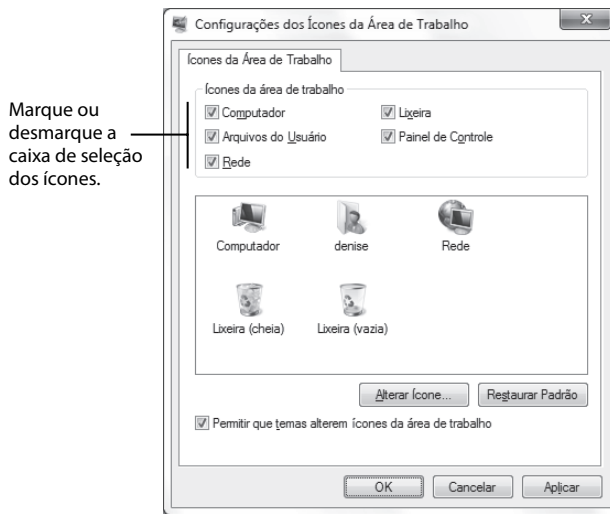 Configurações dos Ícones da Área de Trabalho
Ícones da Área de Trabalho
Ícones da área de trabalho
Computador
Lixeira
Arquivos do Usuário
Painel de Controle
Rede
Marque ou
desmarque a
caixa de seleção
dos ícones.
Computador
denise
Rede
Lixeira (cheia)
Lixeira (vazia)
Alterar Ícone...
Restaurar Padrão
Permitir que temas alterem ícones da área de trabalho
OK
Cancelar
Aplicar